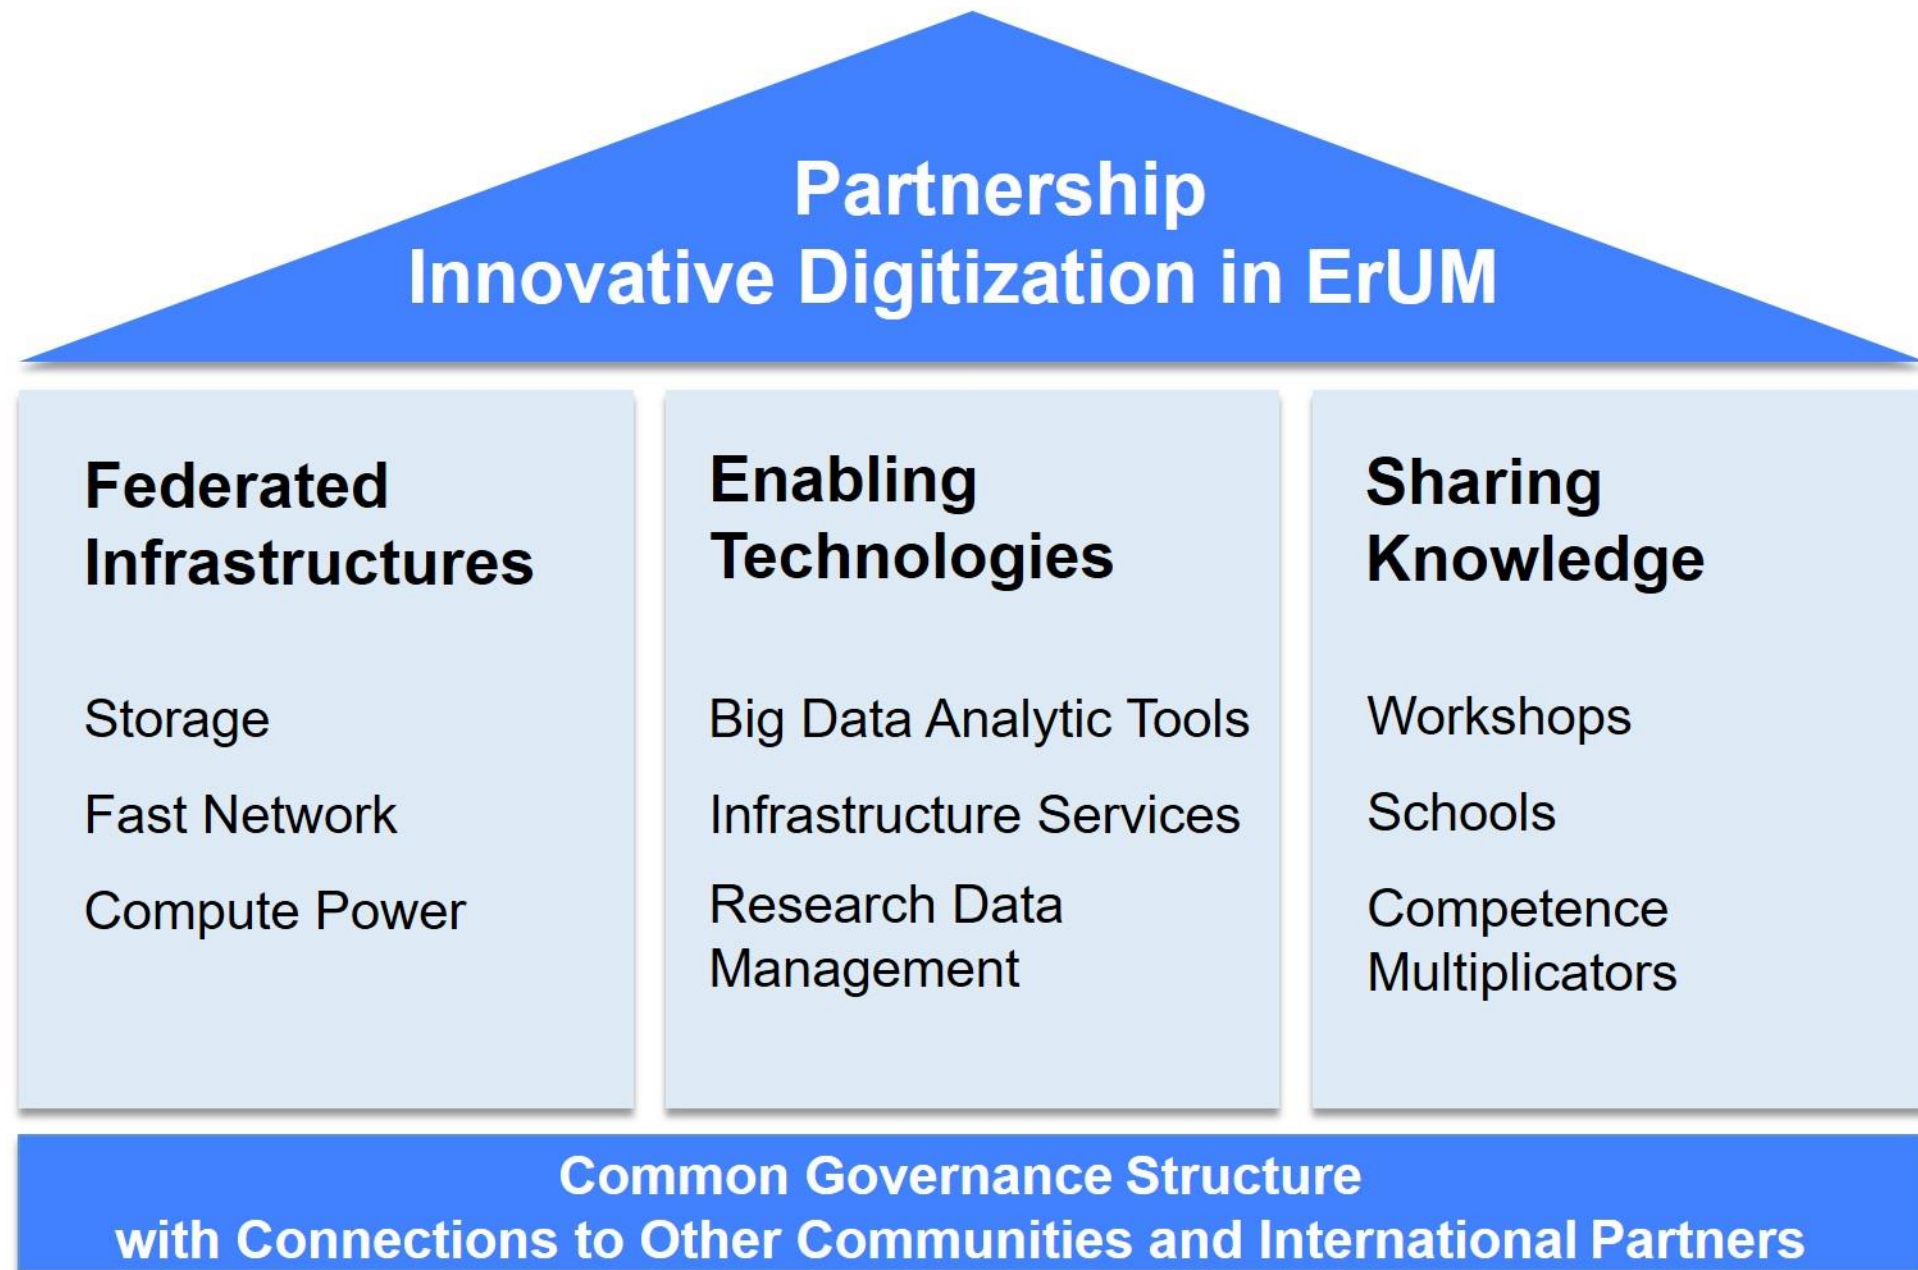 Partnership
Innovative Digitization in ErUM
Federated
Infrastructures
Storage
Fast Network
Compute Power
Enabling
Technologies
Big Data Analytic Tools
Infrastructure Services
Research Data
Management
Sharing
Knowledge
Workshops
Schools
Competence
Multiplicators
Common Governance Structure
with Connections to Other Communities and International Partners